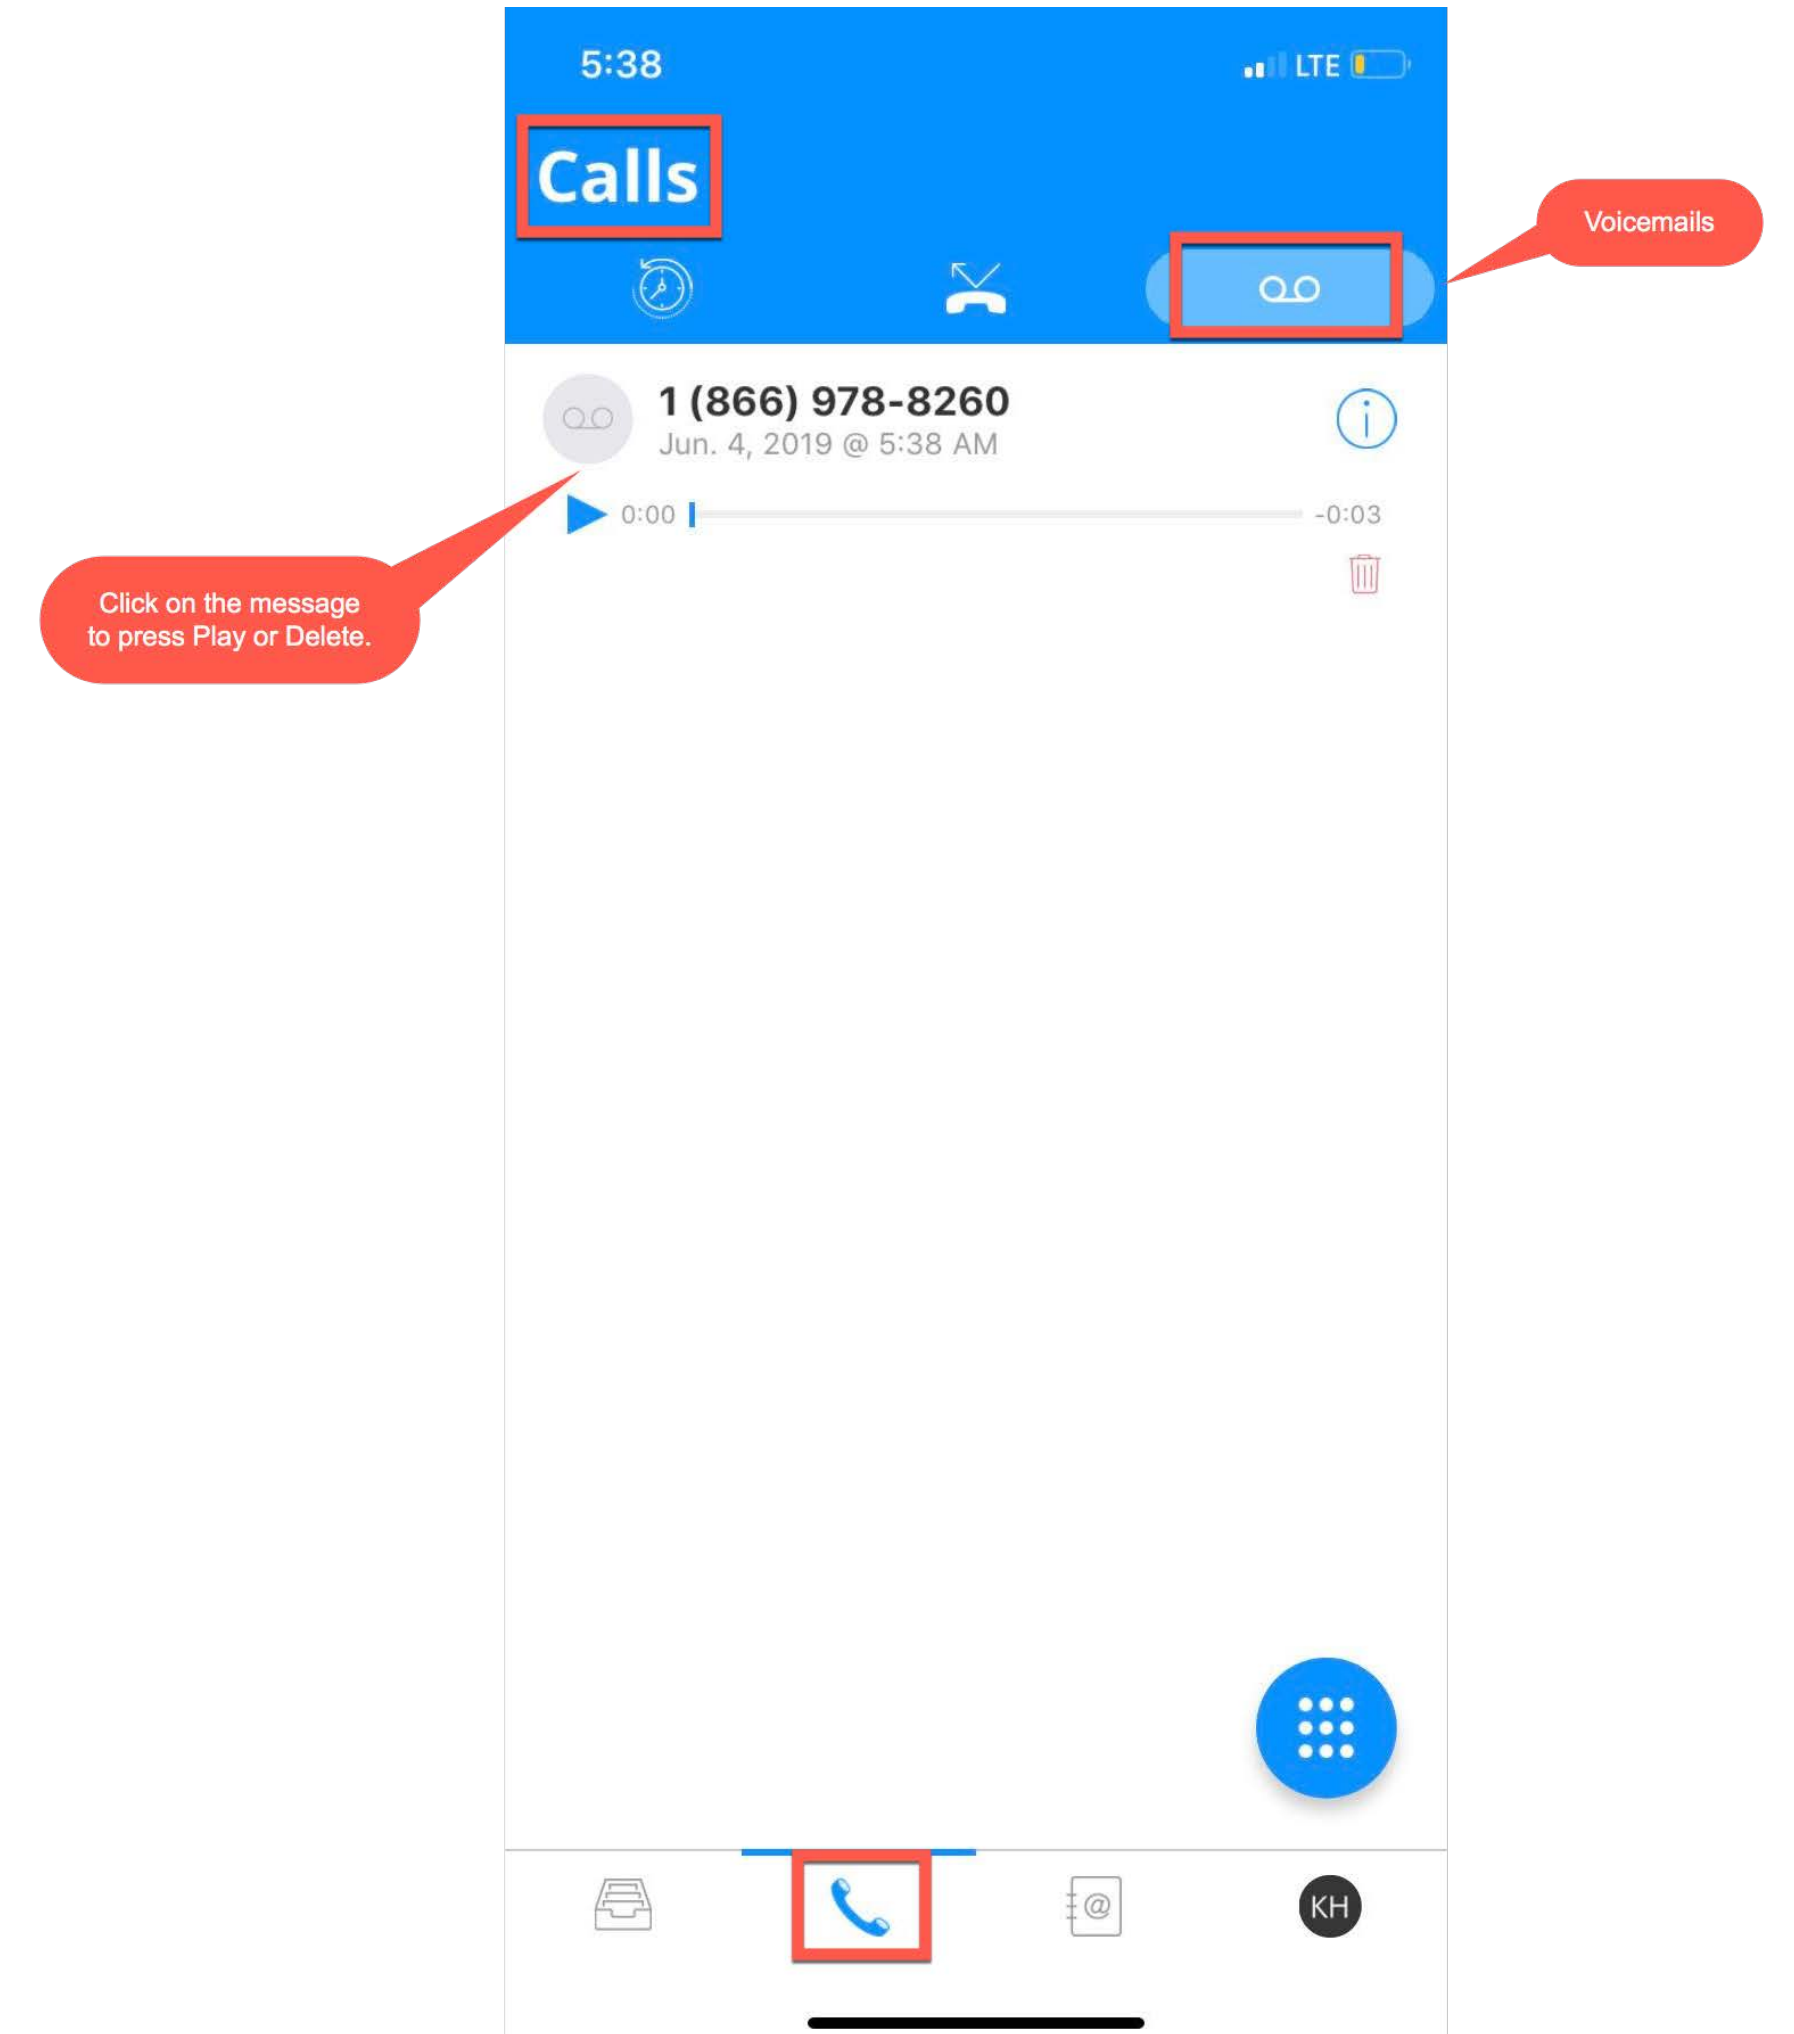 5:38
LTE
Calls
Voicemails
1 (866) 978-8260
Jun. 4, 2019 @ 5:38 AM
0:00
-0:03
Click on the message
to press Play or Delete.
@
KH